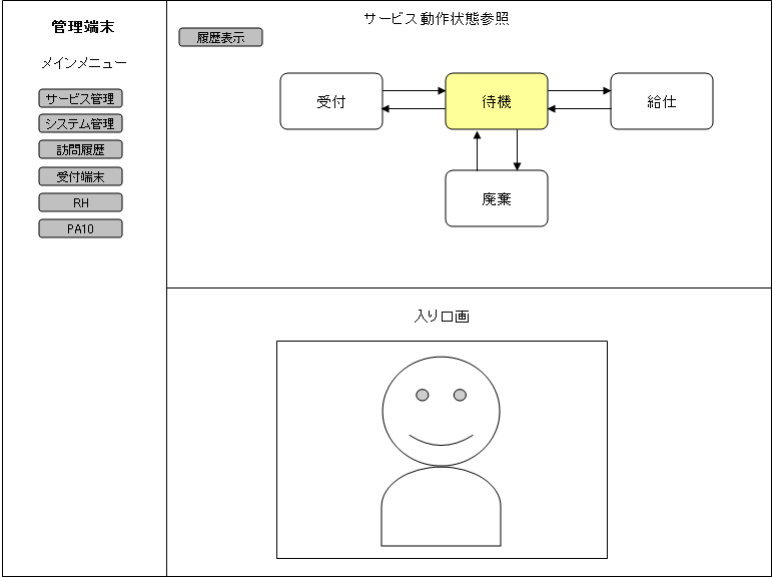 管理端末
メインメニュー
サービス管理
システム管理
訪問履歴
受付端末
RH
PA10
サービス動作状態参照
履歴表示
受付
待機
給仕
廃棄
入り口画